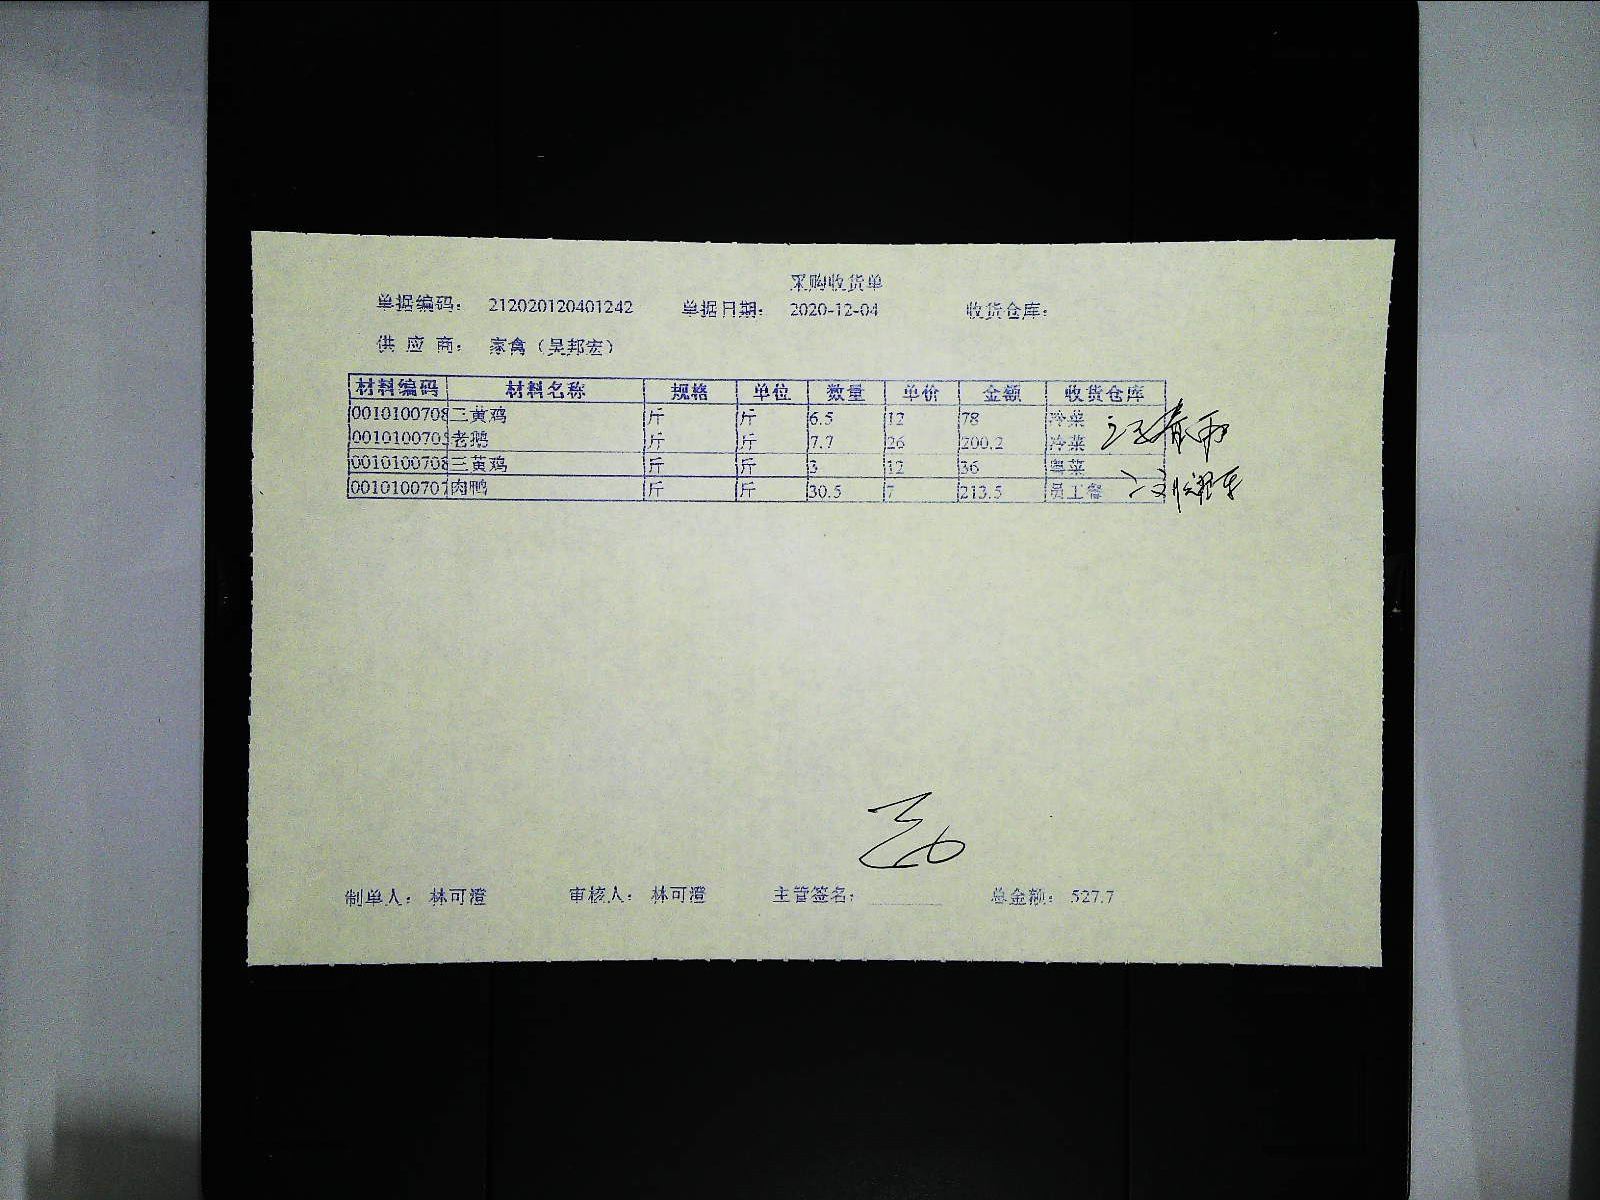 采购收货单
单据编码： 212020120401242 单据日期： 2020-12-04 收货仓库：
供 应 商： 家禽（吴邦宏）
材料编码 材料名称 规格 单位 数量 单价 金额 收货仓库
0010100708 三黄鸡 斤 斤 6.5 12 78 冷菜
0010100705 老鹅 斤 斤 7.7 26 200.2 冷菜
0010100708 三黄鸡 斤 斤 3 12 36 粤菜
0010100707 肉鸭 斤 斤 30.5 7 213.5 员工餐
制单人： 林可澄 审核人： 林可澄 主管签名： 总金额： 527.7